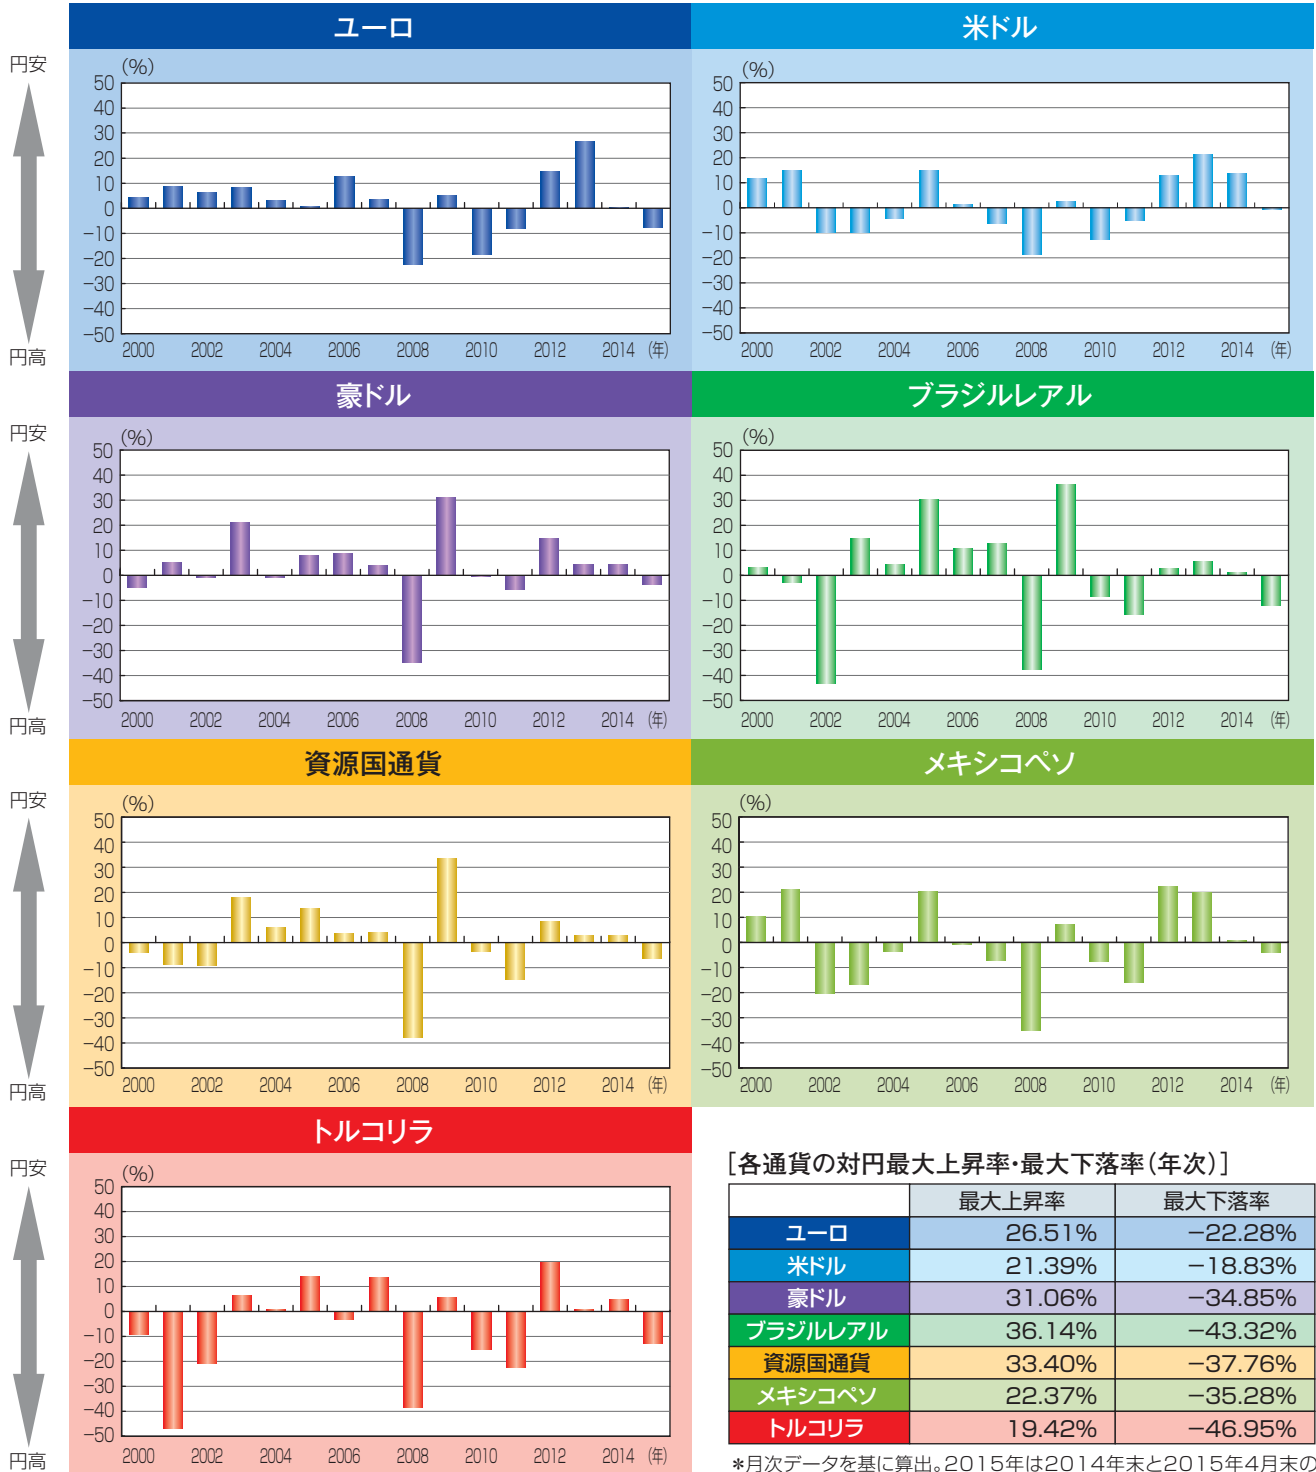 ユーロ
円安
(%)
50
40
30
20
10
0
−10
−20
−30
−40
−50
円高
2000 2002 2004 2006 2008 2010 2012 2014 (年)
米ドル
(%)
50
40
30
20
10
0
−10
−20
−30
−40
−50
2000 2002 2004 2006 2008 2010 2012 2014 (年)
豪ドル
円安
(%)
50
40
30
20
10
0
−10
−20
−30
−40
−50
円高
2000 2002 2004 2006 2008 2010 2012 2014 (年)
ブラジルレアル
(%)
50
40
30
20
10
0
−10
−20
−30
−40
−50
2000 2002 2004 2006 2008 2010 2012 2014 (年)
資源国通貨
円安
(%)
50
40
30
20
10
0
−10
−20
−30
−40
−50
円高
2000 2002 2004 2006 2008 2010 2012 2014 (年)
メキシコペソ
(%)
50
40
30
20
10
0
−10
−20
−30
−40
−50
2000 2002 2004 2006 2008 2010 2012 2014 (年)
トルコリラ
円安
(%)
50
40
30
20
10
0
−10
−20
−30
−40
−50
円高
2000 2002 2004 2006 2008 2010 2012 2014 (年)
[各通貨の対円最大上昇率・最大下落率(年次)]
最大上昇率 最大下落率
ユーロ 26.51% −22.28%
米ドル 21.39% −18.83%
豪ドル 31.06% −34.85%
ブラジルレアル 36.14% −43.32%
資源国通貨 33.40% −37.76%
メキシコペソ 22.37% −35.28%
トルコリラ 19.42% −46.95%
*月次データを基に算出。2015年は2014年末と2015年4月末の